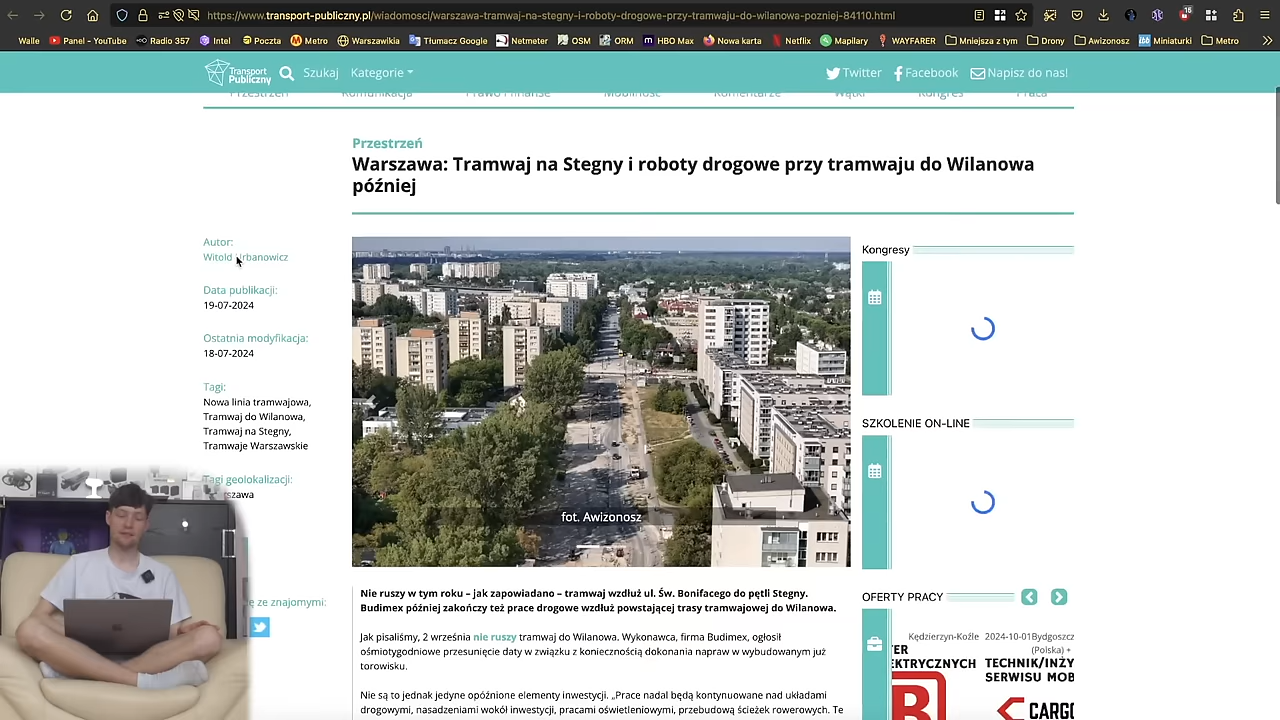 https://www.transport-publiczny.pl/wiadomosci/warszawa-tramwaj-na-stegny-i-roboty-drogowe-przy-tramwaju-do-wilanowa-pozniej-84110.html
15
Walle Panel - YouTube Radio 357 Intel Poczta Metro Warszawikia Tłumacz Google Netmeter OSM ORM HBO Max Nowa karta Netflix Mapilary WAYFARER Mniejsza z tym Drony Awizonosz Miniaturki Metro
Transport Publiczny Szukaj Kategorie Twitter Facebook Napisz do nas!
Przestrzeń Komunikacja Prawo i finanse Mobilność Komentarze Wątki Kongres Praca
Przestrzeń
Warszawa: Tramwaj na Stegny i roboty drogowe przy tramwaju do Wilanowa
później
Autor:
Witold Urbanowicz
Data publikacji:
19-07-2024
Ostatnia modyfikacja:
18-07-2024
Tagi:
Nowa linia tramwajowa,
Tramwaj do Wilanowa,
Tramwaj na Stegny,
Tramwaje Warszawskie
Tagi geolokalizacji:
rszawa
ę ze znajomymi:
fot. Awizonosz
Nie ruszy w tym roku – jak zapowiadano – tramwaj wzdłuż ul. Św. Bonifacego do pętli Stegny.
Budimex później zakończy też prace drogowe wzdłuż powstającej trasy tramwajowej do Wilanowa.
Jak pisaliśmy, 2 września nie ruszy tramwaj do Wilanowa. Wykonawca, firma Budimex, ogłosił
ośmiotygodniowe przesunięcie daty w związku z koniecznością dokonania napraw w wybudowanym już
torowisku.
Nie są to jednak jedyne opóźnione elementy inwestycji. „Prace nadal będą kontynuowane nad układami
drogowymi, nasadzeniami wokół inwestycji, pracami oświetleniowymi, przebudową ścieżek rowerowych. Te
Kongresy
SZKOLENIE ON-LINE
OFERTY PRACY
Kędzierzyn-Koźle 2024-10-01 Bydgoszcz
(Polska) +
TER
EKTRYCZNYCH
TECHNIK/INŻY
SERWISU MOB
B
CARGO